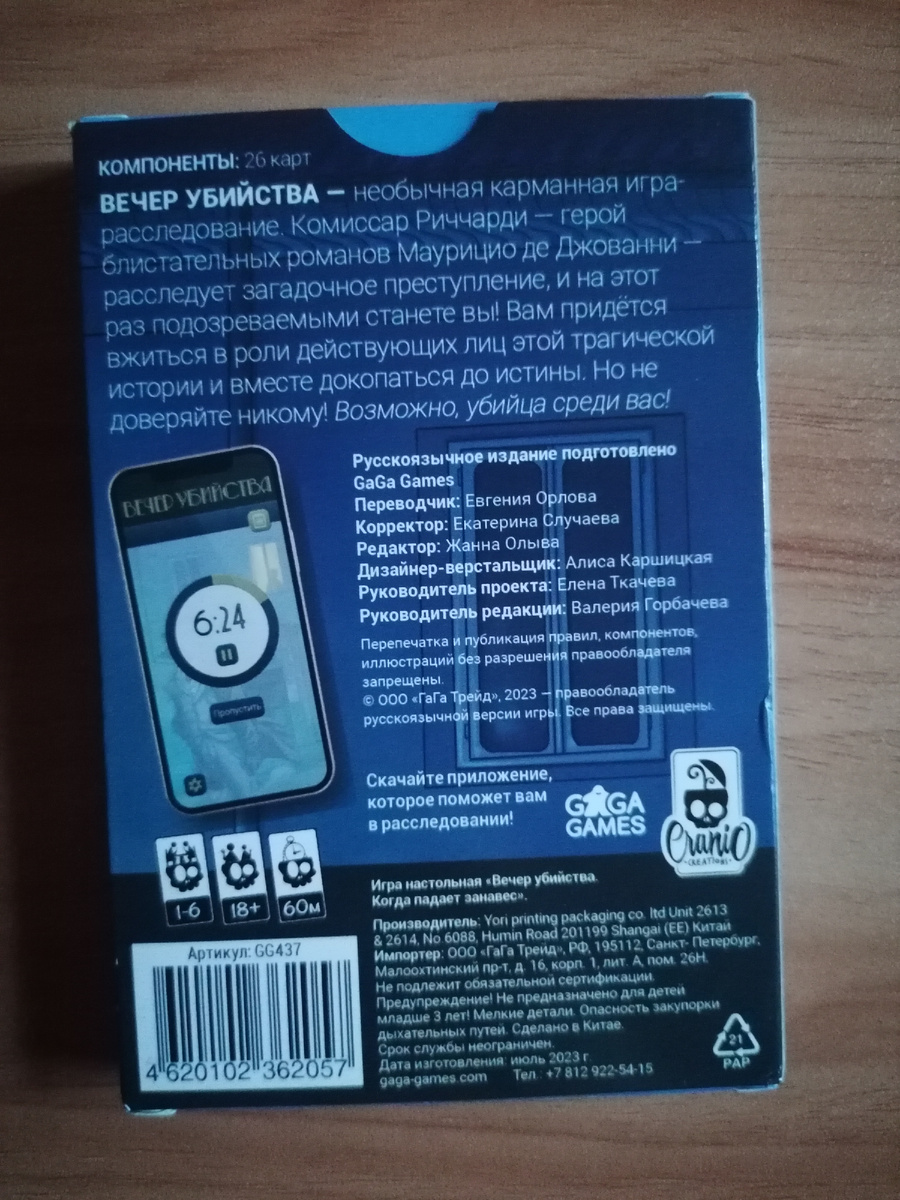 КОМПОНЕНТЫ: 26 карт
ВЕЧЕР УБИЙСТВА — необычная карманная игра-
расследование. Комиссар Риччарди — герой
блистательных романов Маурицио де Джованни —
расследует загадочное преступление, и на этот
раз подозреваемыми станете вы! Вам придётся
вжиться в роли действующих лиц этой трагической
истории и вместе докопаться до истины. Но не
доверяйте никому! Возможно, убийца среди вас!
ВЕЧЕР УБИЙСТВА
6:24
Пропустить
Русскоязычное издание подготовлено
GaGa Games
Переводчик: Евгения Орлова
Корректор: Екатерина Случаева
Редактор: Жанна Олыва
Дизайнер-верстальщик: Алиса Каршицкая
Руководитель проекта: Елена Ткачева
Руководитель редакции: Валерия Горбачева
Перепечатка и публикация правил, компонентов,
иллюстраций без разрешения правообладателя
запрещены.
© ООО «ГаГа Трейд», 2023 — правообладатель
русскоязычной версии игры. Все права защищены.
Скачайте приложение,
которое поможет вам
в расследовании!
GAGA
GAMES
CraniO
CREATIONS
1-6
18+
60м
Артикул: GG437
4 620102 362057
Игра настольная «Вечер убийства.
Когда падает занавес».
Производитель: Yori printing packaging co. ltd Unit 2613
& 2614, No 6088, Humin Road 201199 Shangai (EE) Китай
Импортер: ООО «ГаГа Трейд», РФ, 195112, Санкт- Петербург,
Малоохтинский пр-т, д. 16, корп. 1, лит. А, пом. 26Н.
Не подлежит обязательной сертификации.
Предупреждение! Не предназначено для детей
младше 3 лет! Мелкие детали. Опасность закупорки
дыхательных путей. Сделано в Китае.
Срок службы неограничен.
Дата изготовления: июль 2023 г.
gaga-games.com Тел.: +7 812 922-54-15
21
PAP